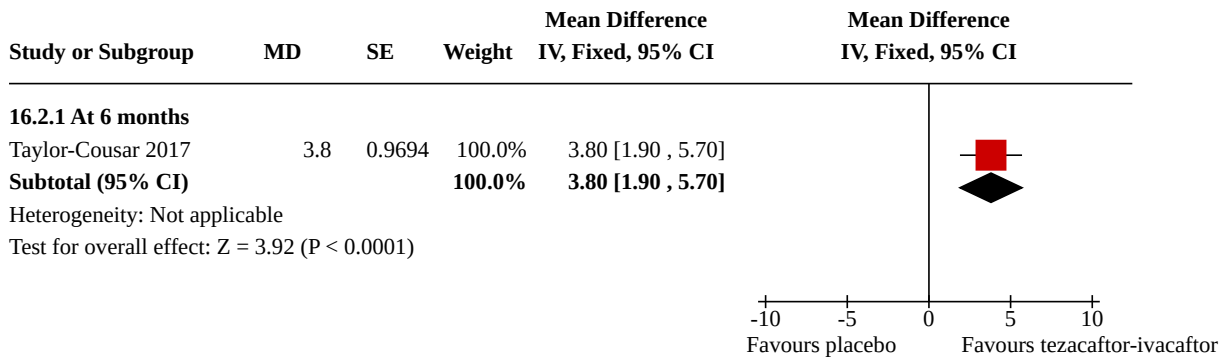 Mean Difference Mean Difference
Study or Subgroup MD SE Weight IV, Fixed, 95% CI IV, Fixed, 95% CI
16.2.1 At 6 months
Taylor-Cousar 2017 3.8 0.9694 100.0% 3.80 [1.90 , 5.70]
Subtotal (95% CI) 100.0% 3.80 [1.90 , 5.70]
Heterogeneity: Not applicable
Test for overall effect: Z = 3.92 (P < 0.0001)
-10 -5 0 5 10
Favours placebo Favours tezacaftor-ivacaftor